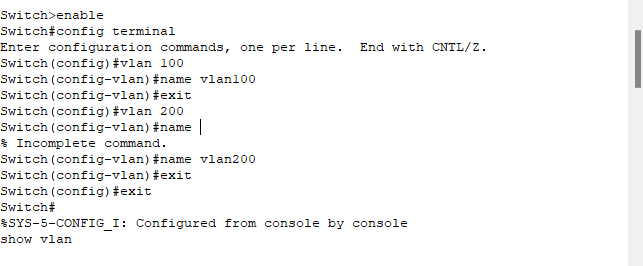 Switch>enable
Switch#config terminal
Enter configuration commands, one per line.  End with CNTL/Z.
Switch(config)#vlan 100
Switch(config-vlan)#name vlan100
Switch(config-vlan)#exit
Switch(config)#vlan 200
Switch(config-vlan)#name
% Incomplete command.
Switch(config-vlan)#name vlan200
Switch(config-vlan)#exit
Switch(config)#exit
Switch#
%SYS-5-CONFIG_I: Configured from console by console
show vlan